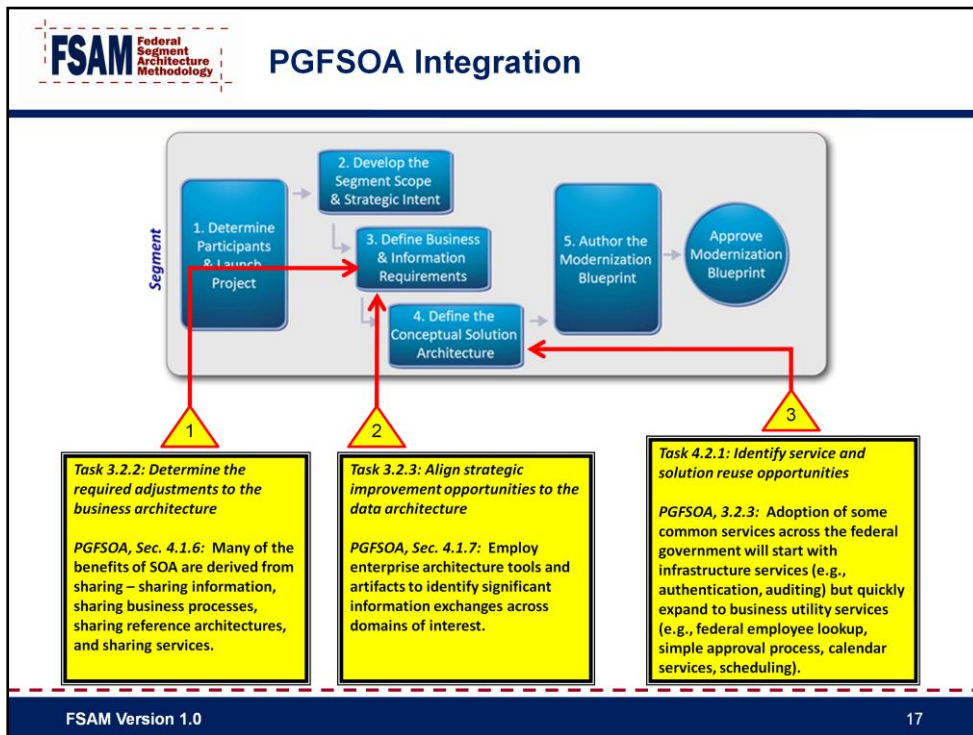 FSAM Federal
Segment
Architecture
Methodology
PGFSOA Integration
Segment
1. Determine
Participants
& Launch
Project
2. Develop the
Segment Scope
& Strategic Intent
3. Define Business
& Information
Requirements
4. Define the
Conceptual Solution
Architecture
5. Author the
Modernization
Blueprint
Approve
Modernization
Blueprint
1
2
3
Task 3.2.2: Determine the
required adjustments to the
business architecture
PGFSOA, Sec. 4.1.6: Many of the
benefits of SOA are derived from
sharing – sharing information,
sharing business processes,
sharing reference architectures,
and sharing services.
Task 3.2.3: Align strategic
improvement opportunities to the
data architecture
PGFSOA, Sec. 4.1.7: Employ
enterprise architecture tools and
artifacts to identify significant
information exchanges across
domains of interest.
Task 4.2.1: Identify service and
solution reuse opportunities
PGFSOA, 3.2.3: Adoption of some
common services across the federal
government will start with
infrastructure services (e.g.,
authentication, auditing) but quickly
expand to business utility services
(e.g., federal employee lookup,
simple approval process, calendar
services, scheduling).
FSAM Version 1.0
17